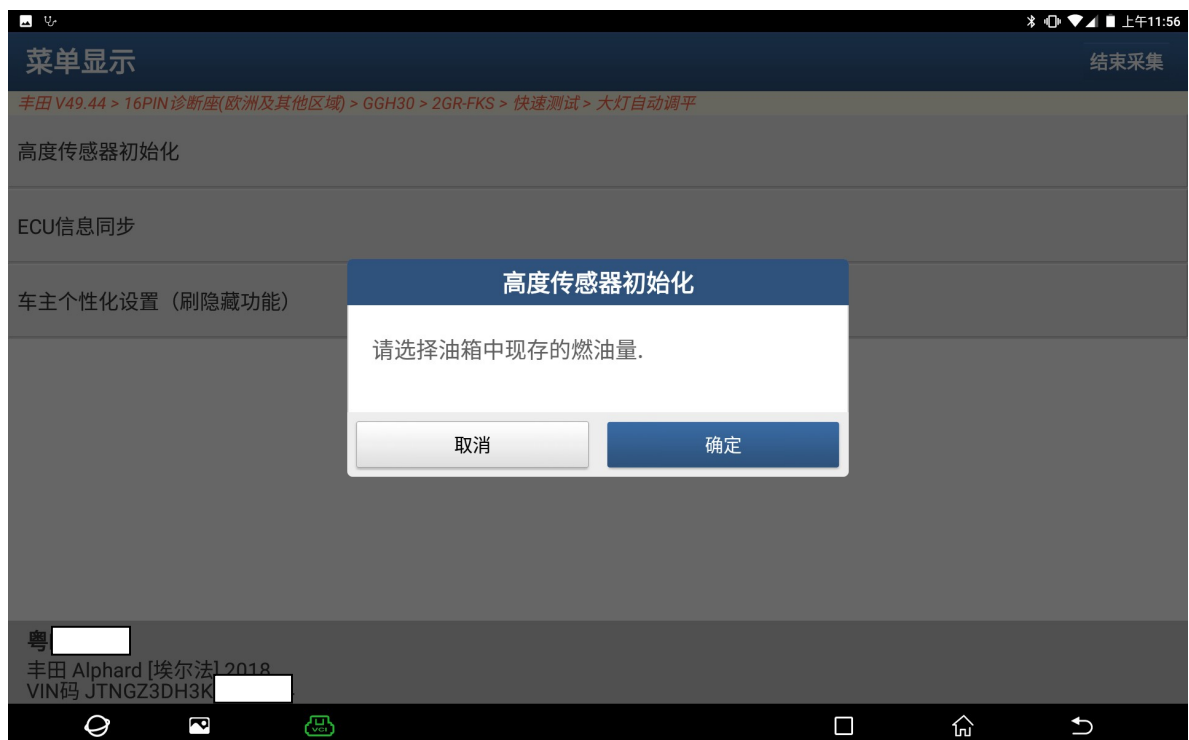 上午11:56
菜单显示
结束采集
丰田 V49.44 > 16PIN诊断座(欧洲及其他区域) > GGH30 > 2GR-FKS > 快速测试 > 大灯自动调平
高度传感器初始化
ECU信息同步
车主个性化设置（刷隐藏功能）
高度传感器初始化
请选择油箱中现存的燃油量.
取消
确定
粤
丰田 Alphard [埃尔法] 2018
VIN码 JTNGZ3DH3K
VCI